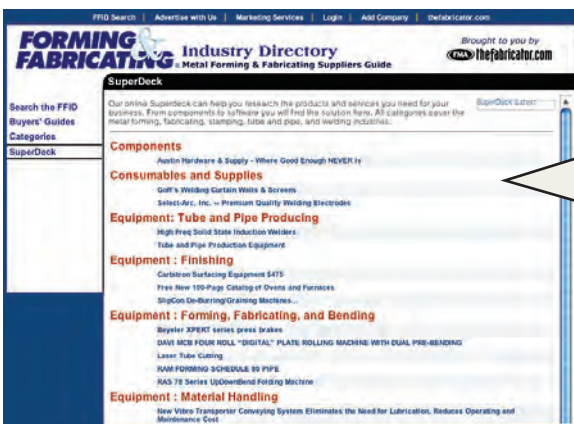 FFID Search | Advertise with Us | Marketing Services | Login | Add Company | thefabricator.com
FORMING &
FABRICATING®
Industry Directory
Metal Forming & Fabricating Suppliers Guide
Brought to you by
FMA thefabricator.com
SuperDeck
Search the FFID
Buyers' Guides
Categories
SuperDeck
Our online Superdeck can help you research the products and services you need for your
business. From components to software you will find the solution here. All categories cover the
metal forming, fabricating, stamping, tube and pipe, and welding industries.
SuperDeck
Components
Austin Hardware & Supply - Where Good Enough NEVER Is
Consumables and Supplies
Goff's Welding Curtain Walls & Screens
Select-Arc, Inc. -- Premium Quality Welding Electrodes
Equipment: Tube and Pipe Producing
High Freq Solid State Induction Welders
Tube and Pipe Production Equipment
Equipment : Finishing
Carbitron Surfacing Equipment $475
Free New 100-Page Catalog of Ovens and Furnaces
SlipCon De-Burring/Graining Machines...
Equipment : Forming, Fabricating, and Bending
Beyeler XPERT series press brakes
DAVI MCB FOUR ROLL "DIGITAL" PLATE ROLLING MACHINE WITH DUAL PRE-BENDING
Laser Tube Cutting
RAM FORMING SCHEDULE 80 PIPE
RAS 78 Series UpDownBend Folding Machine
Equipment : Material Handling
New Vibro Transporter Conveying System Eliminates the Need for Lubrication, Reduces Operating and
Maintenance Cost